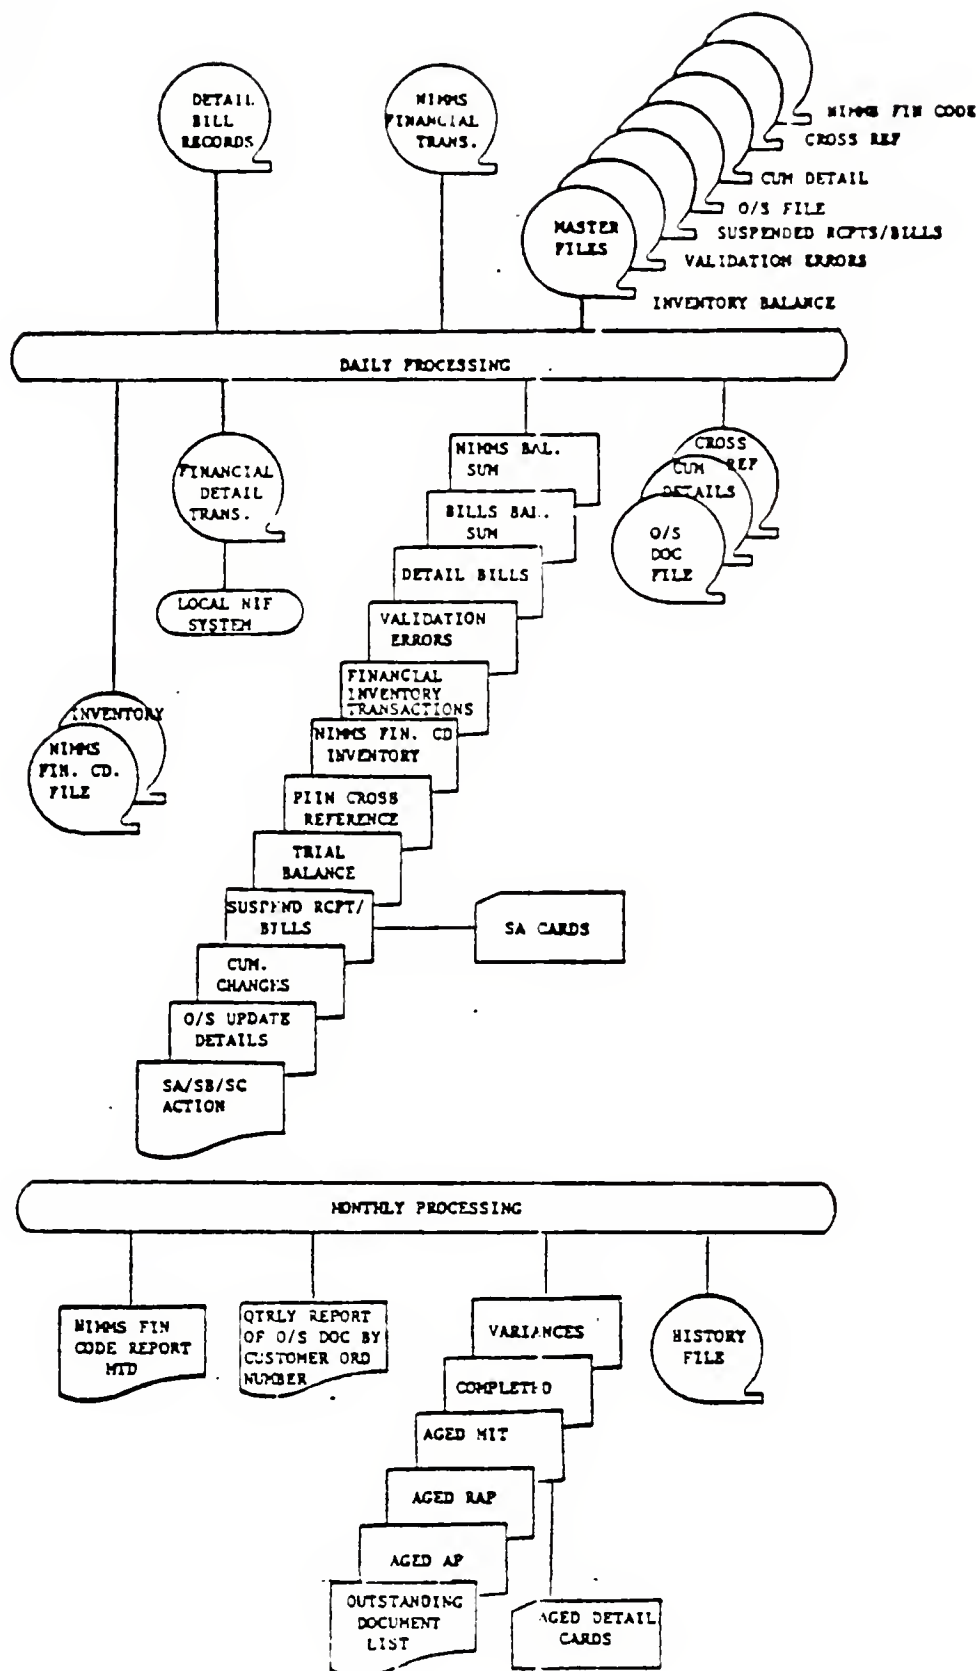 DETAIL
BILL
RECORDS
NIMMS
FINANCIAL
TRANS.
MASTER
FILES
NIMMS FIN CODE
CROSS REF
CUM DETAIL
O/S FILE
SUSPENDED RCPTS/BILLS
VALIDATION ERRORS
INVENTORY BALANCE
DAILY PROCESSING
FINANCIAL
DETAIL
TRANS.
LOCAL NIF
SYSTEM
INVENTORY
NIMMS
FIN. CD.
FILE
NIMMS BAL.
SUM
BILLS BAL.
SUM
DETAIL BILLS
VALIDATION
ERRORS
FINANCIAL
INVENTORY
TRANSACTIONS
NIMMS FIN. CD
INVENTORY
PIIN CROSS
REFERENCE
TRIAL
BALANCE
SUSPEND RCPT/
BILLS
CUM.
CHANGES
O/S UPDATE
DETAILS
SA/SB/SC
ACTION
SA CARDS
CROSS
REF
CUM
DETAILS
O/S
DOC
FILE
MONTHLY PROCESSING
NIMMS FIN
CODE REPORT
MTD
QTRLY REPORT
OF O/S DOC BY
CUSTOMER ORD
NUMBER
VARIANCES
COMPLETED
AGED MIT
AGED RAP
AGED AP
OUTSTANDING
DOCUMENT
LIST
AGED DETAIL
CARDS
HISTORY
FILE